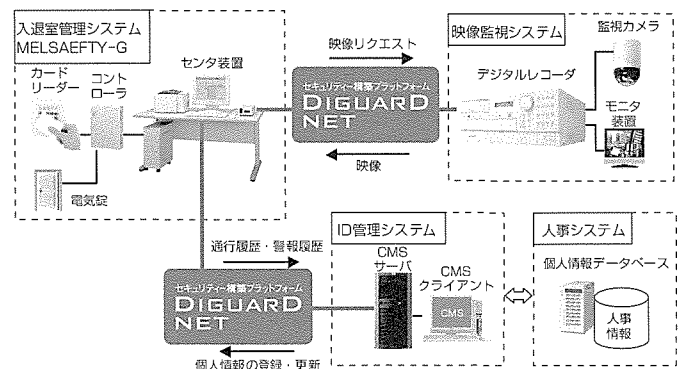 入退室管理システム
MELSAEFTY-G
カード
リーダー
コント
ローラ
センタ装置
電気錠
映像リクエスト
セキュリティー構築プラットフォーム
DIGUARD
NET
映像
映像監視システム
監視カメラ
デジタルレコーダ
モニタ
装置
通行履歴・警報履歴
セキュリティー構築プラットフォーム
DIGUARD
NET
個人情報の登録・更新
ID管理システム
CMS
サーバ
CMS
クライアント
CMS
人事システム
個人情報データベース
人事
情報